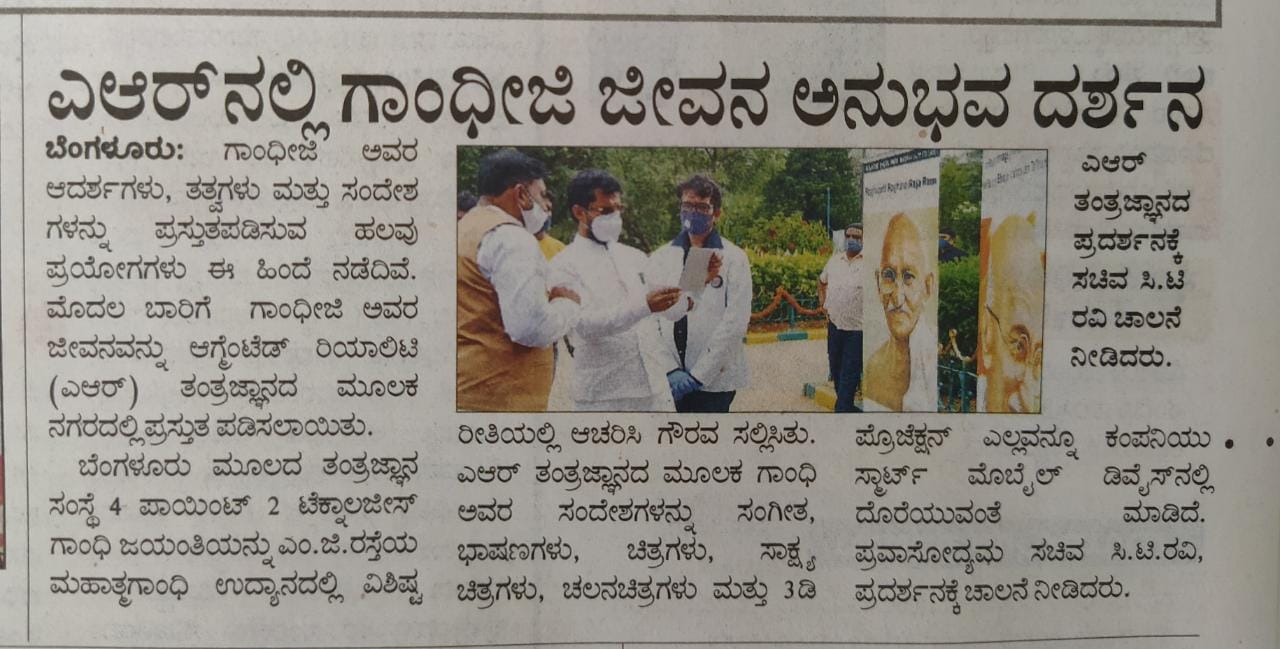 ಎಆರ್‌ನಲ್ಲಿ ಗಾಂಧೀಜಿ ಜೀವನ ಅನುಭವ ದರ್ಶನ
ಬೆಂಗಳೂರು: ಗಾಂಧೀಜಿ ಅವರ
ಆದರ್ಶಗಳು, ತತ್ವಗಳು ಮತ್ತು ಸಂದೇಶ
ಗಳನ್ನು ಪ್ರಸ್ತುತಪಡಿಸುವ ಹಲವು
ಪ್ರಯೋಗಗಳು ಈ ಹಿಂದೆ ನಡೆದಿವೆ.
ಮೊದಲ ಬಾರಿಗೆ ಗಾಂಧೀಜಿ ಅವರ
ಜೀವನವನ್ನು ಆಗ್ಮೆಂಟೆಡ್ ರಿಯಾಲಿಟಿ
(ಎಆರ್) ತಂತ್ರಜ್ಞಾನದ ಮೂಲಕ
ನಗರದಲ್ಲಿ ಪ್ರಸ್ತುತ ಪಡಿಸಲಾಯಿತು.
ಬೆಂಗಳೂರು ಮೂಲದ ತಂತ್ರಜ್ಞಾನ
ಸಂಸ್ಥೆ 4 ಪಾಯಿಂಟ್ 2 ಟೆಕ್ನಾಲಜೀಸ್
ಗಾಂಧಿ ಜಯಂತಿಯನ್ನು ಎಂ.ಜಿ.ರಸ್ತೆಯ
ಮಹಾತ್ಮಗಾಂಧಿ ಉದ್ಯಾನದಲ್ಲಿ ವಿಶಿಷ್ಟ
ರೀತಿಯಲ್ಲಿ ಆಚರಿಸಿ ಗೌರವ ಸಲ್ಲಿಸಿತು.
ಎಆರ್ ತಂತ್ರಜ್ಞಾನದ ಮೂಲಕ ಗಾಂಧಿ
ಅವರ ಸಂದೇಶಗಳನ್ನು ಸಂಗೀತ,
ಭಾಷಣಗಳು, ಚಿತ್ರಗಳು, ಸಾಕ್ಷ್ಯ
ಚಿತ್ರಗಳು, ಚಲನಚಿತ್ರಗಳು ಮತ್ತು 3ಡಿ
ಪ್ರೊಜೆಕ್ಷನ್ ಎಲ್ಲವನ್ನೂ ಕಂಪನಿಯು
ಸ್ಮಾರ್ಟ್ ಮೊಬೈಲ್ ಡಿವೈಸ್‌ನಲ್ಲಿ
ದೊರೆಯುವಂತೆ ಮಾಡಿದೆ.
ಪ್ರವಾಸೋದ್ಯಮ ಸಚಿವ ಸಿ.ಟಿ.ರವಿ,
ಪ್ರದರ್ಶನಕ್ಕೆ ಚಾಲನೆ ನೀಡಿದರು.
ಎಆರ್
ತಂತ್ರಜ್ಞಾನದ
ಪ್ರದರ್ಶನಕ್ಕೆ
ಸಚಿವ ಸಿ.ಟಿ
ರವಿ ಚಾಲನೆ
ನೀಡಿದರು.
Raghupati Raghava Raja Ram